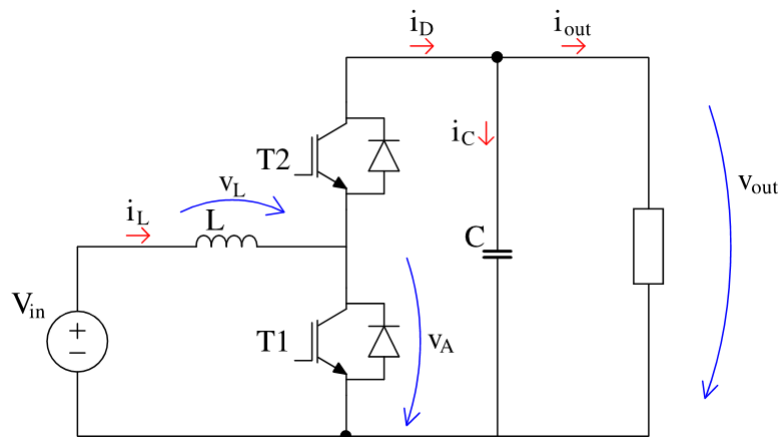 i_D
i_out
i_C
T2
v_L
v_out
i_L
L
C
V_in
+
−
T1
v_A